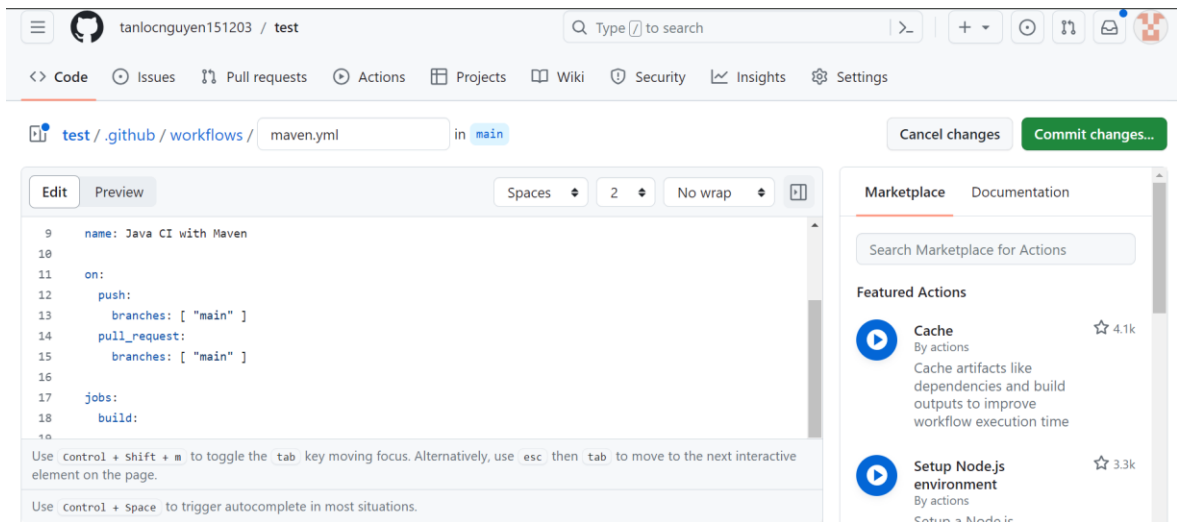 tanlocnguyen151203 / test
Type / to search
Code
Issues
Pull requests
Actions
Projects
Wiki
Security
Insights
Settings
test / .github / workflows / maven.yml in main
Cancel changes
Commit changes...
Edit
Preview
Spaces
2
No wrap
9 name: Java CI with Maven
10
11 on:
12 push:
13 branches: [ "main" ]
14 pull_request:
15 branches: [ "main" ]
16
17 jobs:
18 build:
19
Use Control + Shift + m to toggle the tab key moving focus. Alternatively, use esc then tab to move to the next interactive
element on the page.
Use Control + Space to trigger autocomplete in most situations.
Marketplace
Documentation
Search Marketplace for Actions
Featured Actions
Cache
4.1k
By actions
Cache artifacts like
dependencies and build
outputs to improve
workflow execution time
Setup Node.js
3.3k
environment
By actions
Setup a Node.js